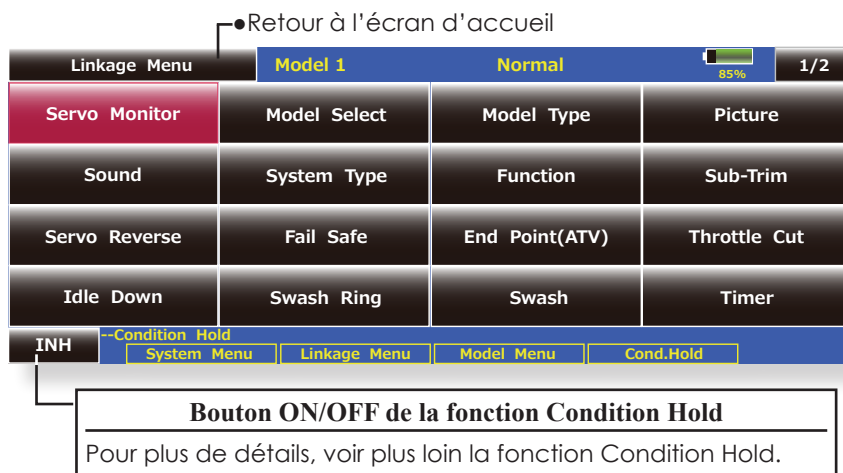 ●Retour à l'écran d'accueil
Linkage Menu Model 1 Normal 85% 1/2
Servo Monitor Model Select Model Type Picture
Sound System Type Function Sub-Trim
Servo Reverse Fail Safe End Point(ATV) Throttle Cut
Idle Down Swash Ring Swash Timer
INH --Condition Hold
System Menu Linkage Menu Model Menu Cond.Hold
Bouton ON/OFF de la fonction Condition Hold
Pour plus de détails, voir plus loin la fonction Condition Hold.